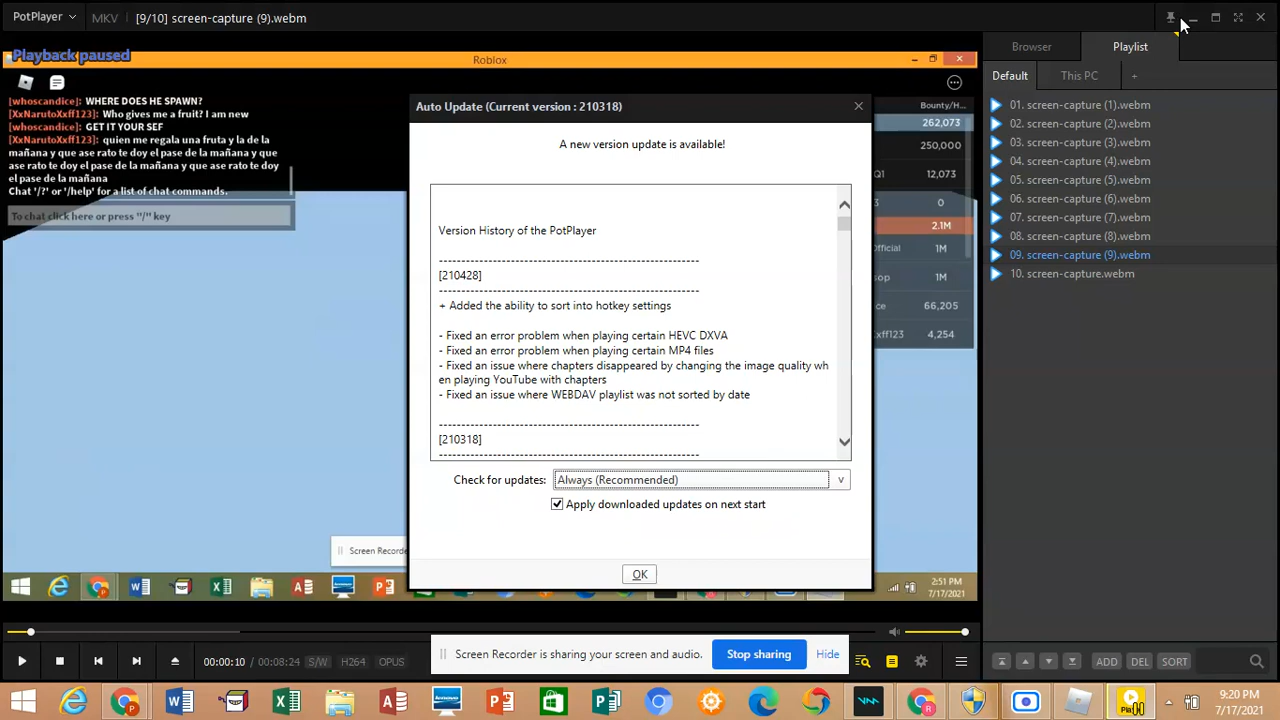 PotPlayer
MKV
[9/10] screen-capture (9).webm
Playback paused
Roblox
[whoscandice]: WHERE DOES HE SPAWN?
[XxNarutoXxff123]: Who gives me a fruit? I am new
[whoscandice]: GET IT YOUR SEF
[XxNarutoXxff123]: quien me regala una fruta y la de la
mañana y que ase rato te doy el pase de la mañana y que
ase rato te doy el pase de la mañana y que ase rato te doy
el pase de la mañana
Chat '/?' or '/help' for a list of chat commands.
To chat click here or press "/" key
Auto Update (Current version : 210318)
A new version update is available!
Version History of the PotPlayer
--------------------------------------------------------
[210428]
--------------------------------------------------------
+ Added the ability to sort into hotkey settings
- Fixed an error problem when playing certain HEVC DXVA
- Fixed an error problem when playing certain MP4 files
- Fixed an issue where chapters disappeared by changing the image quality wh
en playing YouTube with chapters
- Fixed an issue where WEBDAV playlist was not sorted by date
--------------------------------------------------------
[210318]
--------------------------------------------------------
Check for updates:
Always (Recommended)
Apply downloaded updates on next start
OK
Bounty/H...
262,073
250,000
Q1 12,073
3 0
2.1M
Official 1M
sop 1M
ce 66,205
xff123 4,254
Screen Recorde
2:51 PM
7/17/2021
Browser
Playlist
Default
This PC
+
01. screen-capture (1).webm
02. screen-capture (2).webm
03. screen-capture (3).webm
04. screen-capture (4).webm
05. screen-capture (5).webm
06. screen-capture (6).webm
07. screen-capture (7).webm
08. screen-capture (8).webm
09. screen-capture (9).webm
10. screen-capture.webm
00:00:10 / 00:08:24 S/W H264 OPUS
Screen Recorder is sharing your screen and audio.
Stop sharing
Hide
ADD
DEL
SORT
9:20 PM
7/17/2021